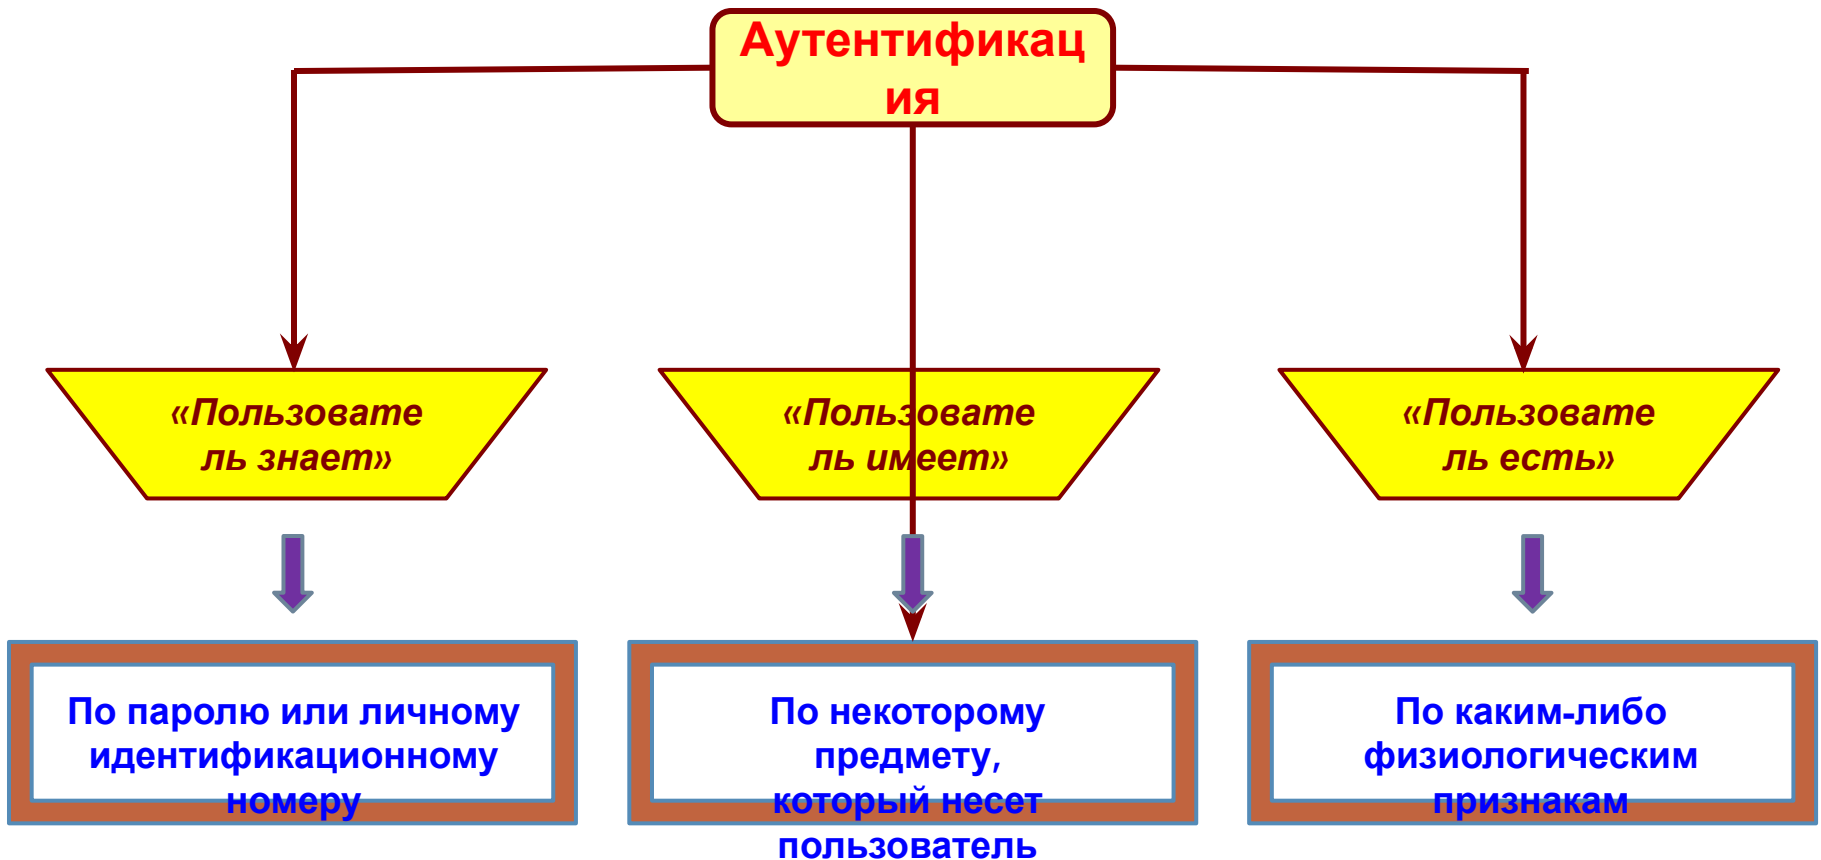 Аутентификац
ия
«Пользовате
ль знает»
«Пользовате
ль имеет»
«Пользовате
ль есть»
По паролю или личному
идентификационному
номеру
По некоторому
предмету,
который несет
пользователь
По каким-либо
физиологическим
признакам